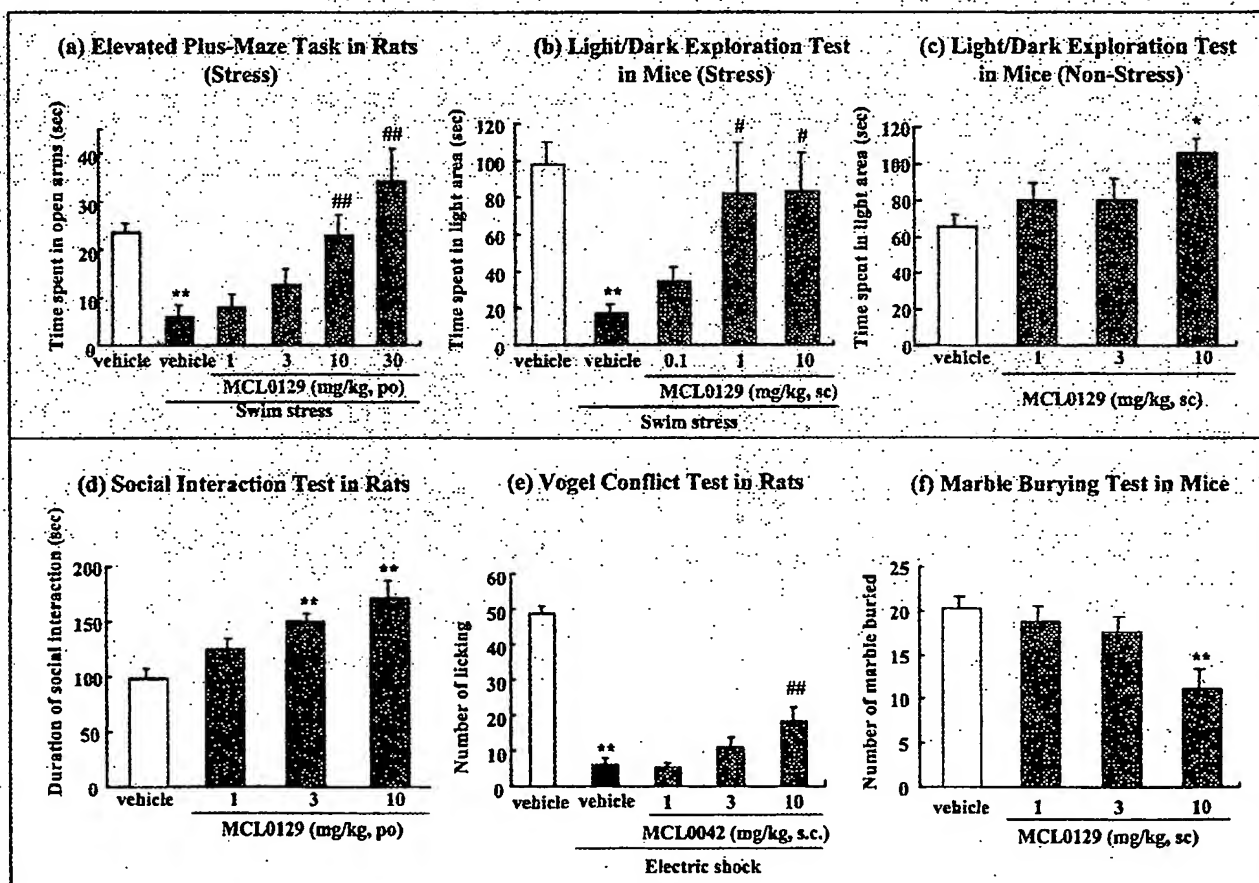 (a) Elevated Plus-Maze Task in Rats
(Stress)
Time spent in open arms (sec)
40
30
20
10
0
**
##
##
vehicle vehicle 1 3 10 30
MCL0129 (mg/kg, po)
Swim stress
(b) Light/Dark Exploration Test
in Mice (Stress)
Time spent in light area (sec)
120
100
80
60
40
20
0
**
#
#
vehicle vehicle 0.1 1 10
MCL0129 (mg/kg, sc)
Swim stress
(c) Light/Dark Exploration Test
in Mice (Non-Stress)
Time spent in light area (sec)
120
100
80
60
40
20
0
*
vehicle 1 3 10
MCL0129 (mg/kg, sc)
(d) Social Interaction Test in Rats
Duration of social interaction (sec)
200
150
100
50
0
**
**
vehicle 1 3 10
MCL0129 (mg/kg, po)
(e) Vogel Conflict Test in Rats
Number of licking
60
50
40
30
20
10
0
**
##
vehicle vehicle 1 3 10
MCL0042 (mg/kg, s.c.)
Electric shock
(f) Marble Burying Test in Mice
Number of marble buried
25
20
15
10
5
0
**
vehicle 1 3 10
MCL0129 (mg/kg, sc)